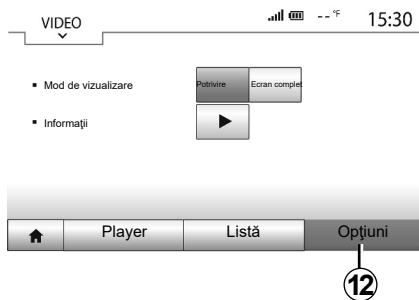 VIDEO -- °F 15:30
▪ Mod de vizualizare Potrivire Ecran complet
▪ Informaţii
Player Listă Opţiuni
12